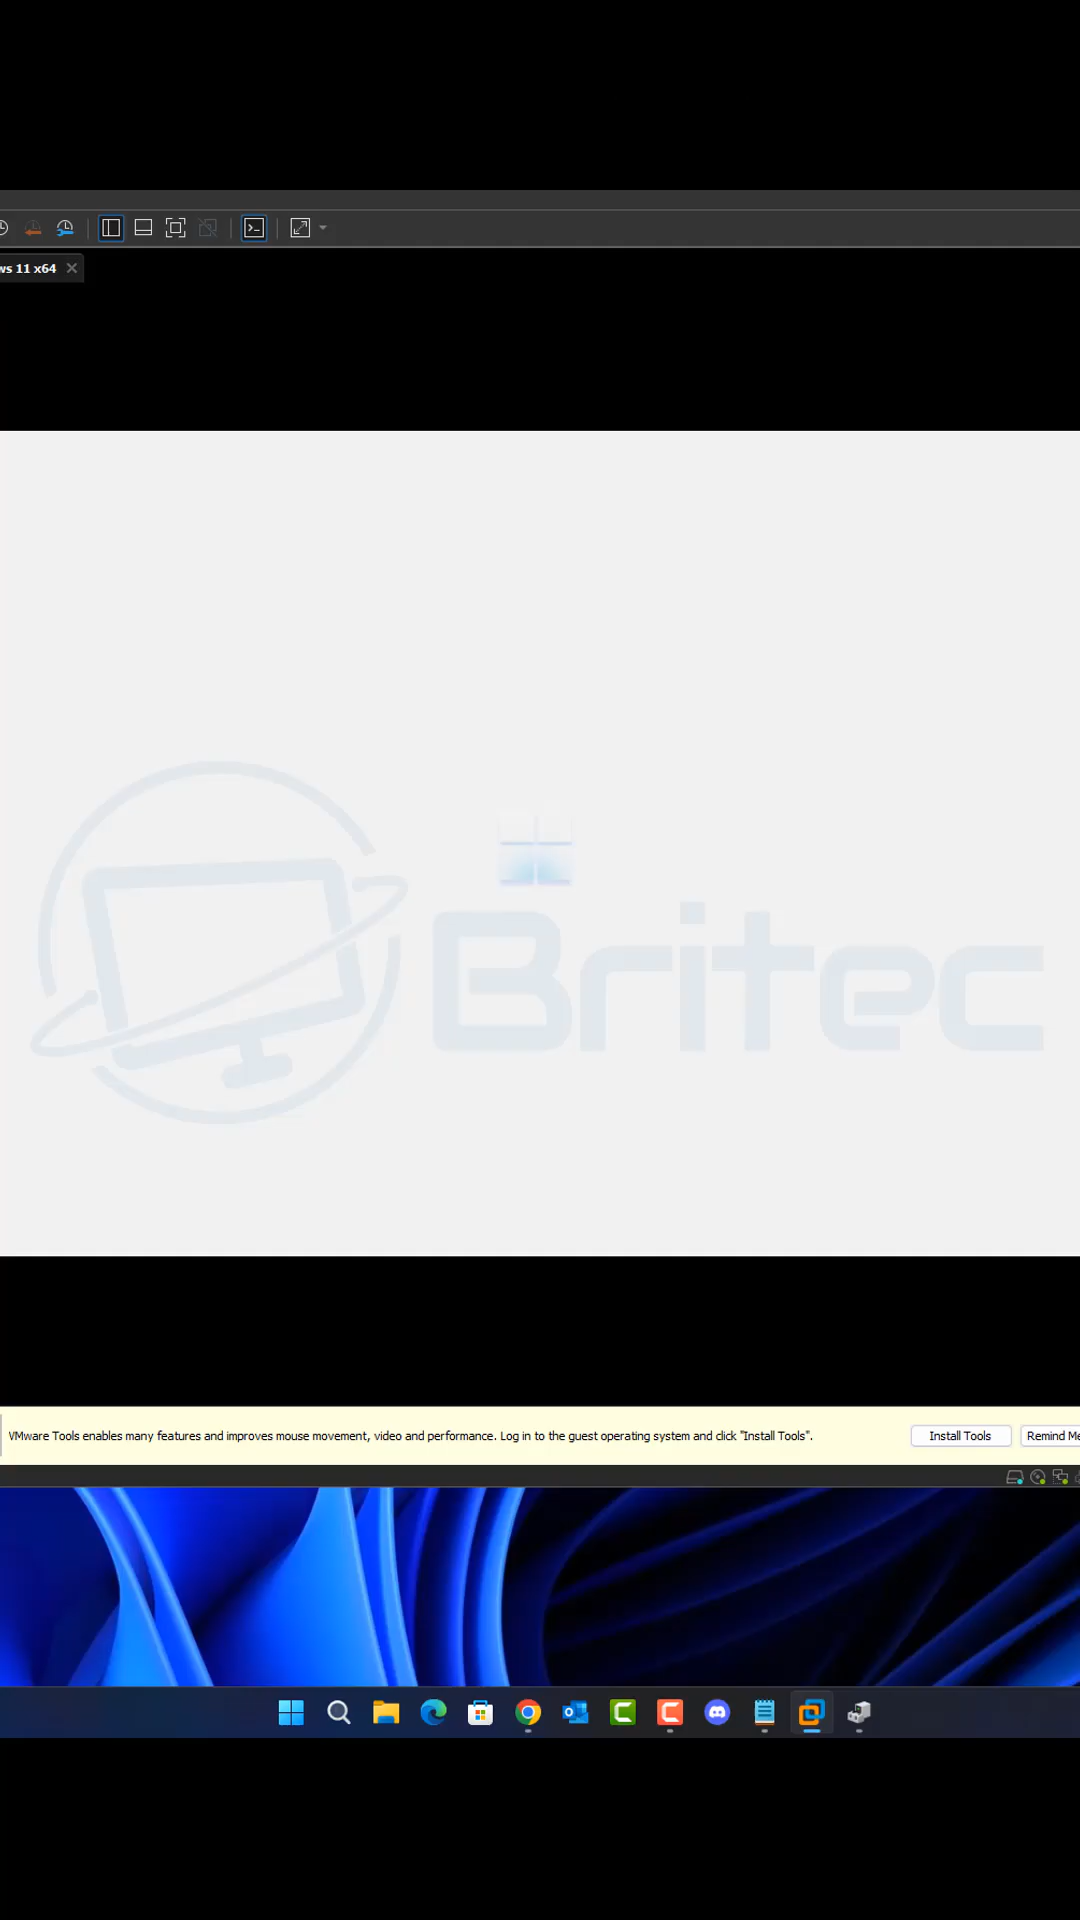 ws 11 x64
Britec
VMware Tools enables many features and improves mouse movement, video and performance. Log in to the guest operating system and click "Install Tools".
Install Tools
Remind Me